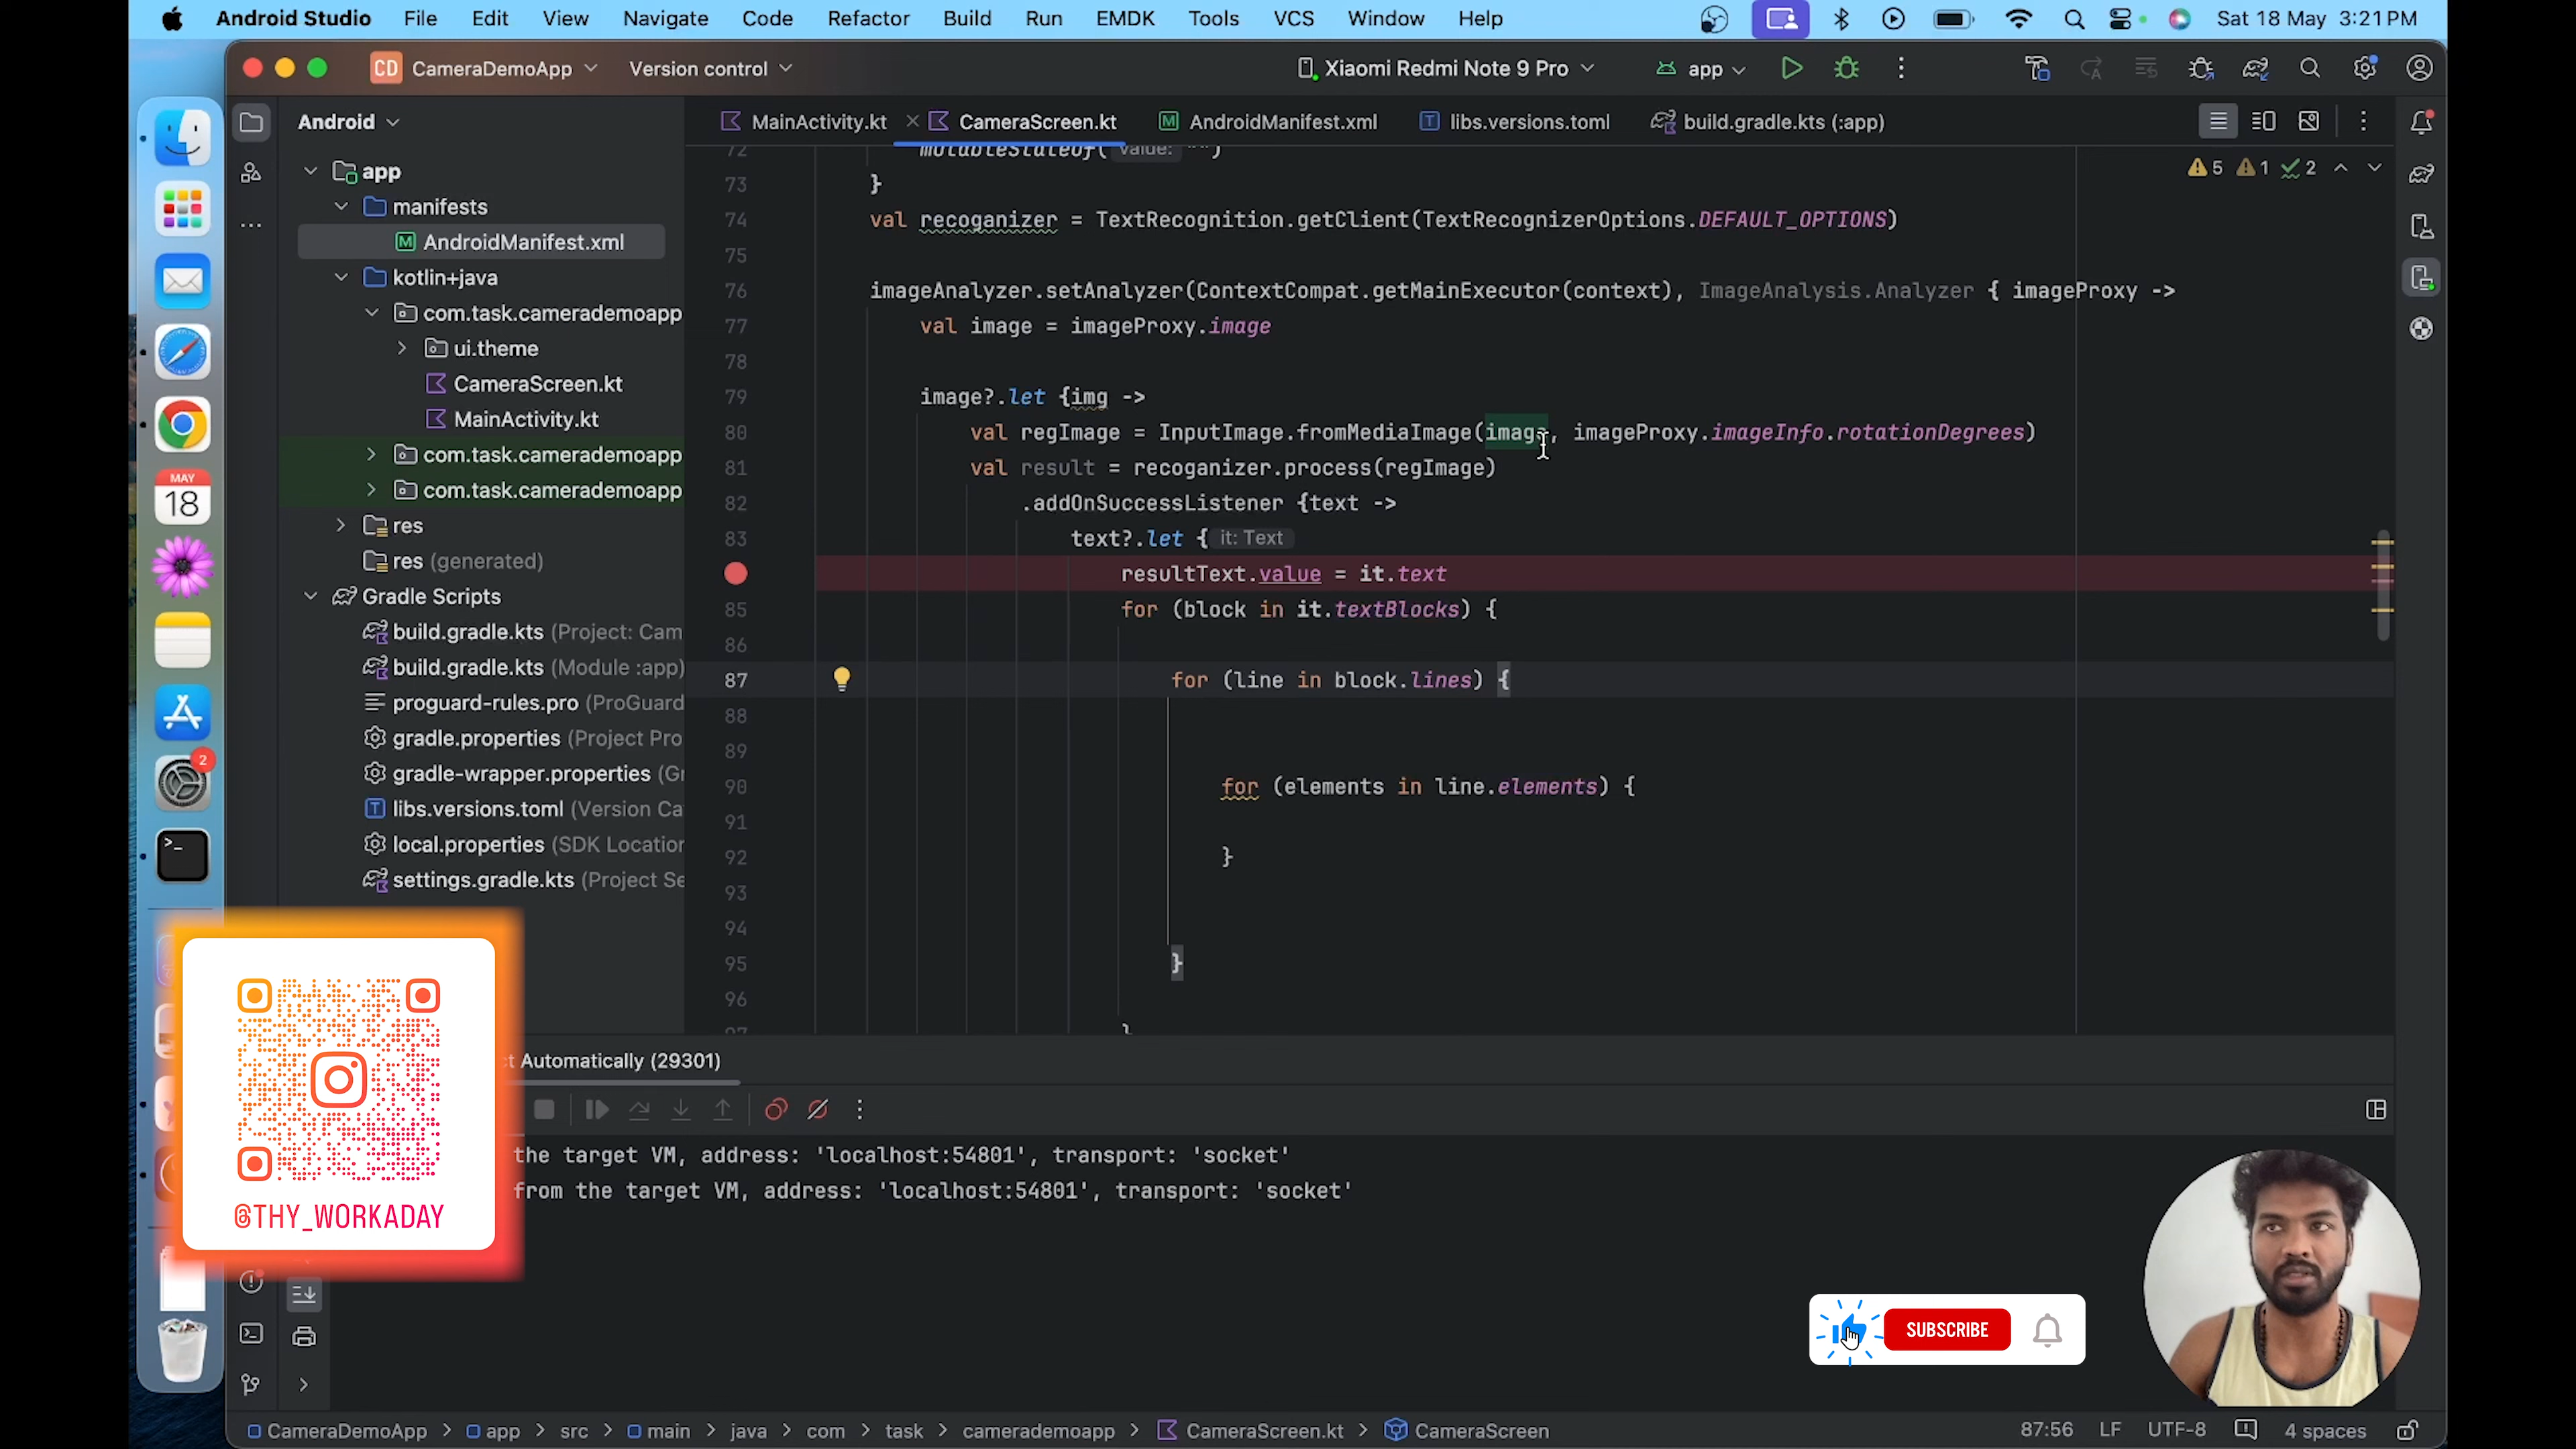 Android Studio File Edit View Navigate Code Refactor Build Run EMDK Tools VCS Window Help Sat 18 May 3:21 PM
CD CameraDemoApp Version control Xiaomi Redmi Note 9 Pro app
Android
MainActivity.kt CameraScreen.kt AndroidManifest.xml libs.versions.toml build.gradle.kts (:app)
app
manifests
AndroidManifest.xml
kotlin+java
com.task.camerademoapp
ui.theme
CameraScreen.kt
MainActivity.kt
com.task.camerademoapp
com.task.camerademoapp
res
res (generated)
Gradle Scripts
build.gradle.kts (Project: Cam
build.gradle.kts (Module :app)
proguard-rules.pro (ProGuard
gradle.properties (Project Pro
gradle-wrapper.properties (Gr
libs.versions.toml (Version Ca
local.properties (SDK Location
settings.gradle.kts (Project Se
5 1 2
72 mutableStateOf( value: "")
73 }
74 val recoganizer = TextRecognition.getClient(TextRecognizerOptions.DEFAULT_OPTIONS)
75
76 imageAnalyzer.setAnalyzer(ContextCompat.getMainExecutor(context), ImageAnalysis.Analyzer { imageProxy ->
77 val image = imageProxy.image
78
79 image?.let {img ->
80 val regImage = InputImage.fromMediaImage(image, imageProxy.imageInfo.rotationDegrees)
81 val result = recoganizer.process(regImage)
82 .addOnSuccessListener {text ->
83 text?.let { it: Text
resultText.value = it.text
85 for (block in it.textBlocks) {
86
87 for (line in block.lines) {
88
89
90 for (elements in line.elements) {
91
92 }
93
94
95 }
96
97 }
MAY
18
2
t Automatically (29301)
the target VM, address: 'localhost:54801', transport: 'socket'
from the target VM, address: 'localhost:54801', transport: 'socket'
@THY_WORKADAY
SUBSCRIBE
CameraDemoApp > app > src > main > java > com > task > camerademoapp > CameraScreen.kt > CameraScreen 87:56 LF UTF-8 4 spaces